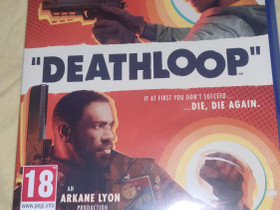 "DEATHLOOP"
IF AT FIRST YOU DON'T SUCCEED...
...DIE, DIE AGAIN.
18
www.pegi.info
AN
ARKANE LYON
PRODUCTION